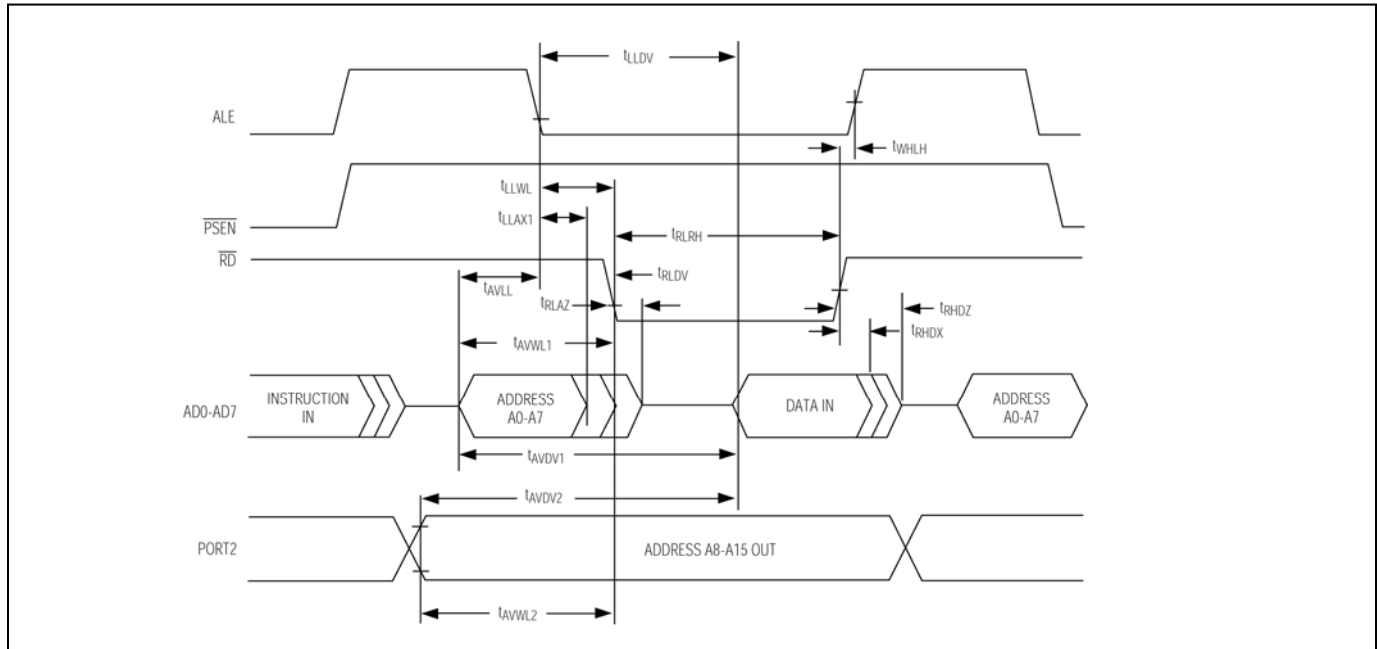 tLLDV
ALE
tWHLH
tLLWL
tLLAX1
PSEN
tRLRH
RD
tRLDV
tAVLL
tRLAZ
tRHDZ
tRHDX
tAVWL1
AD0-AD7
INSTRUCTION
IN
ADDRESS
A0-A7
DATA IN
ADDRESS
A0-A7
tAVDV1
tAVDV2
PORT2
ADDRESS A8-A15 OUT
tAVWL2